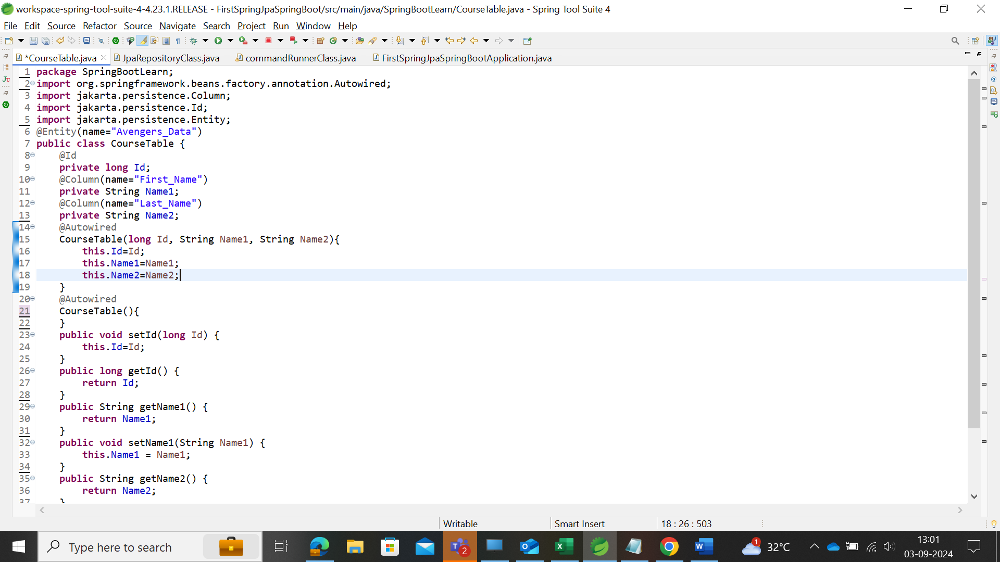 workspace-spring-tool-suite-4-4.23.1.RELEASE - FirstSpringJpaSpringBoot/src/main/java/SpringBootLearn/CourseTable.java - Spring Tool Suite 4
File Edit Source Refactor Source Navigate Search Project Run Window Help
*CourseTable.java JpaRepositoryClass.java commandRunnerClass.java FirstSpringJpaSpringBootApplication.java
1 package SpringBootLearn;
2 import org.springframework.beans.factory.annotation.Autowired;
3 import jakarta.persistence.Column;
4 import jakarta.persistence.Id;
5 import jakarta.persistence.Entity;
6 @Entity(name="Avengers_Data")
7 public class CourseTable {
8 @Id
9 private long Id;
10 @Column(name="First_Name")
11 private String Name1;
12 @Column(name="Last_Name")
13 private String Name2;
14 @Autowired
15 CourseTable(long Id, String Name1, String Name2){
16 this.Id=Id;
17 this.Name1=Name1;
18 this.Name2=Name2;
19 }
20 @Autowired
21 CourseTable(){
22 }
23 public void setId(long Id) {
24 this.Id=Id;
25 }
26 public long getId() {
27 return Id;
28 }
29 public String getName1() {
30 return Name1;
31 }
32 public void setName1(String Name1) {
33 this.Name1 = Name1;
34 }
35 public String getName2() {
36 return Name2;
37 }
Writable Smart Insert 18 : 26 : 503
Type here to search 2 1 32°C 13:01
03-09-2024